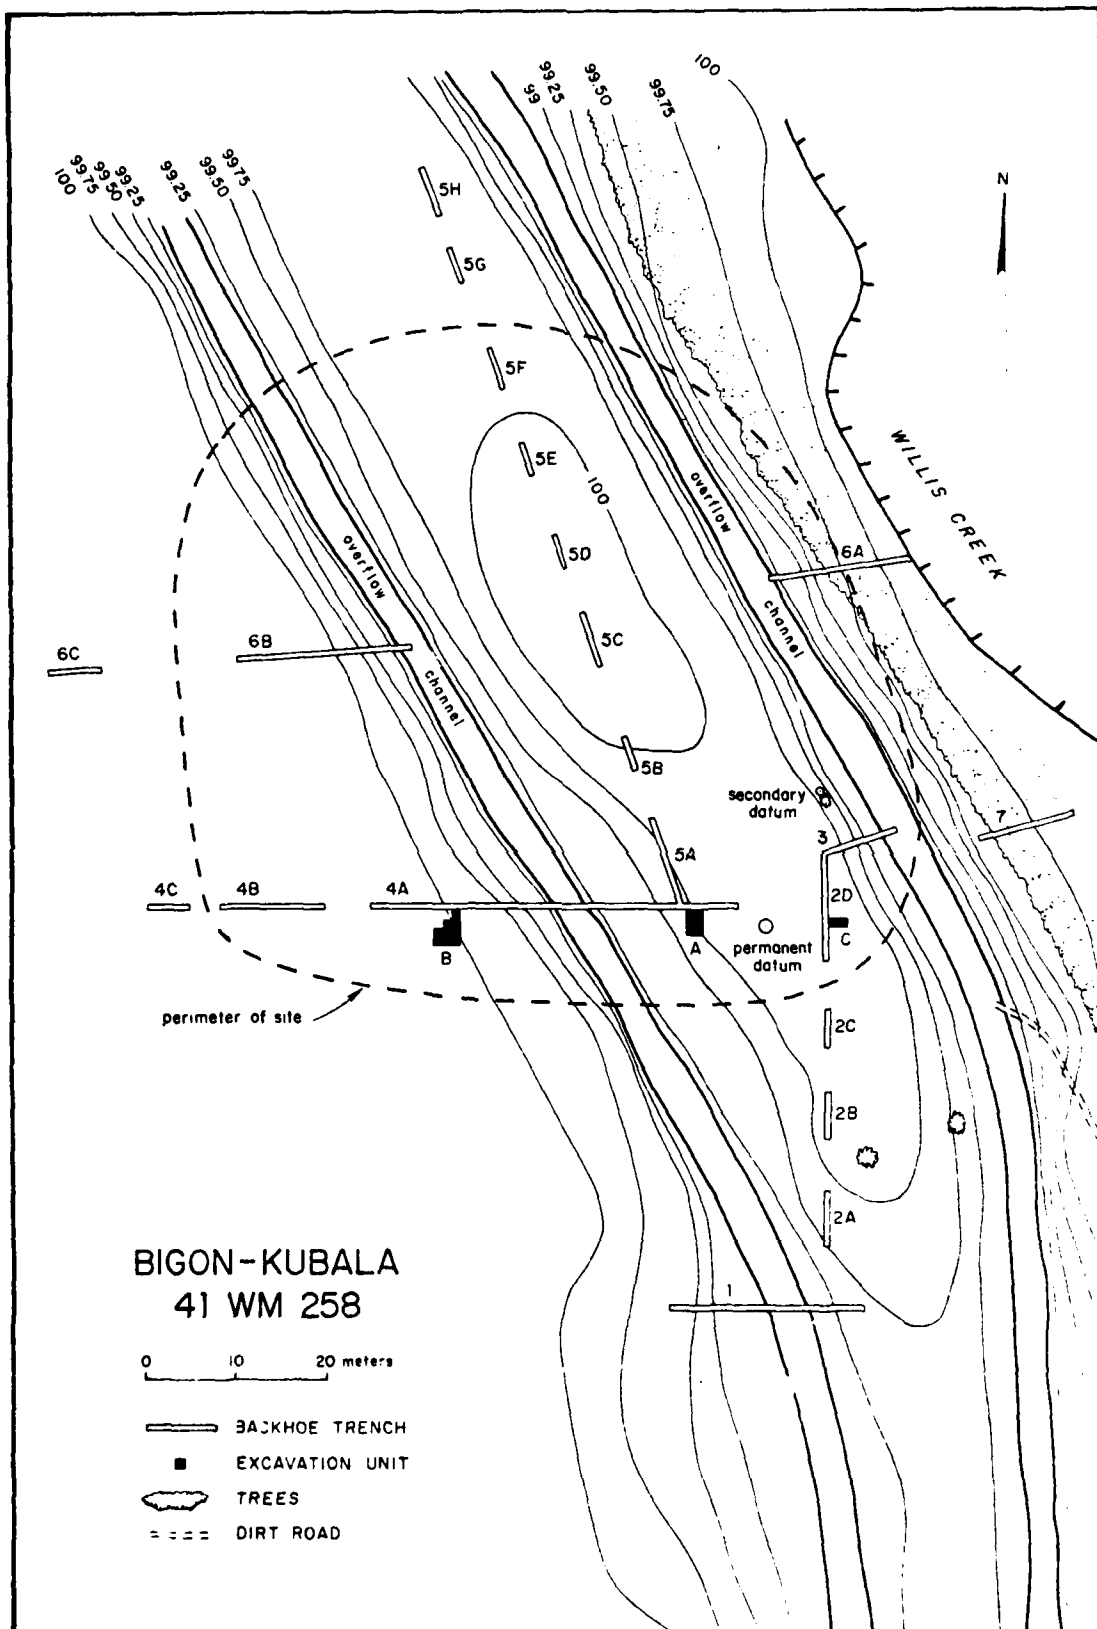 100
99.75
99.50
99.25
99.25
99.50
99.75
99
99.25
99.50
99.75
100
N
5H
5G
5F
5E
100
5D
5C
5B
5A
WILLIS CREEK
overflow
channel
overflow
channel
6A
6B
6C
secondary
datum
3
7
4C
4B
4A
2D
B
A
C
permanent
datum
perimeter of site
2C
2B
2A
1
BIGON-KUBALA
41 WM 258
0 10 20 meters
BACKHOE TRENCH
EXCAVATION UNIT
TREES
DIRT ROAD